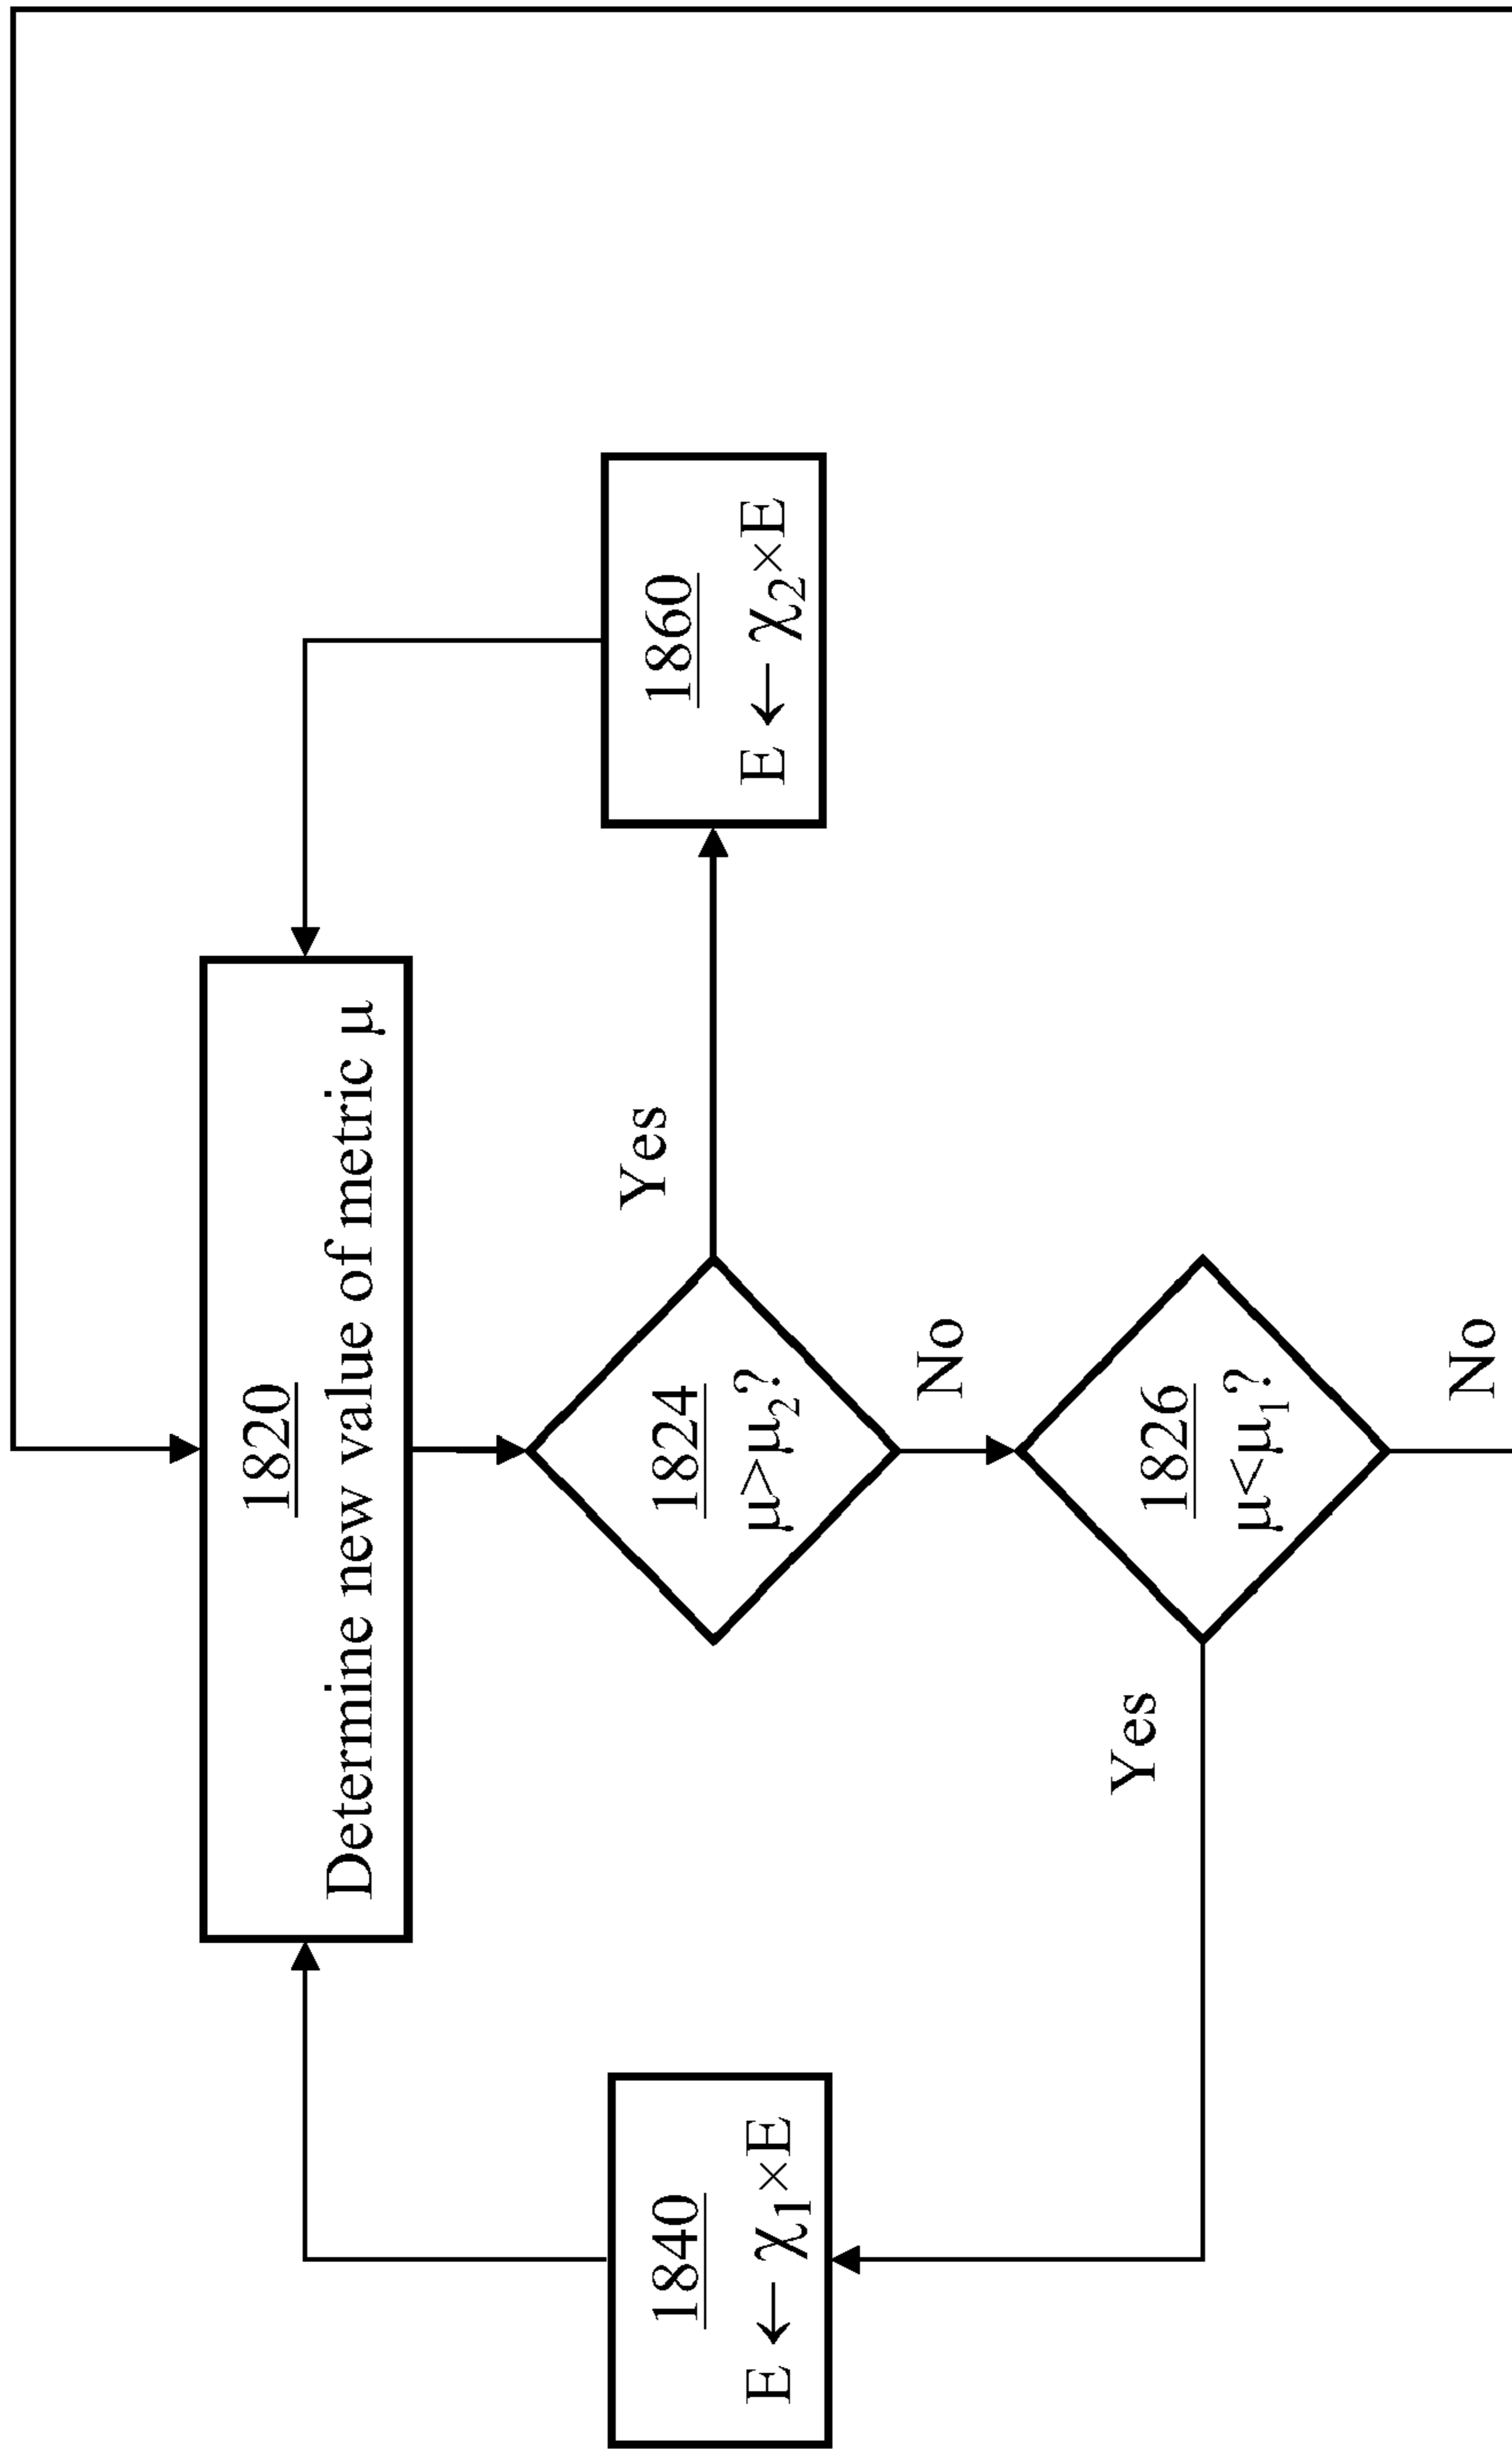 1820
Determine new value of metric μ
1824
μ>μ₂?
Yes
1860
E ← χ₂×E
No
1826
μ<μ₁?
Yes
1840
E ← χ₁×E
No